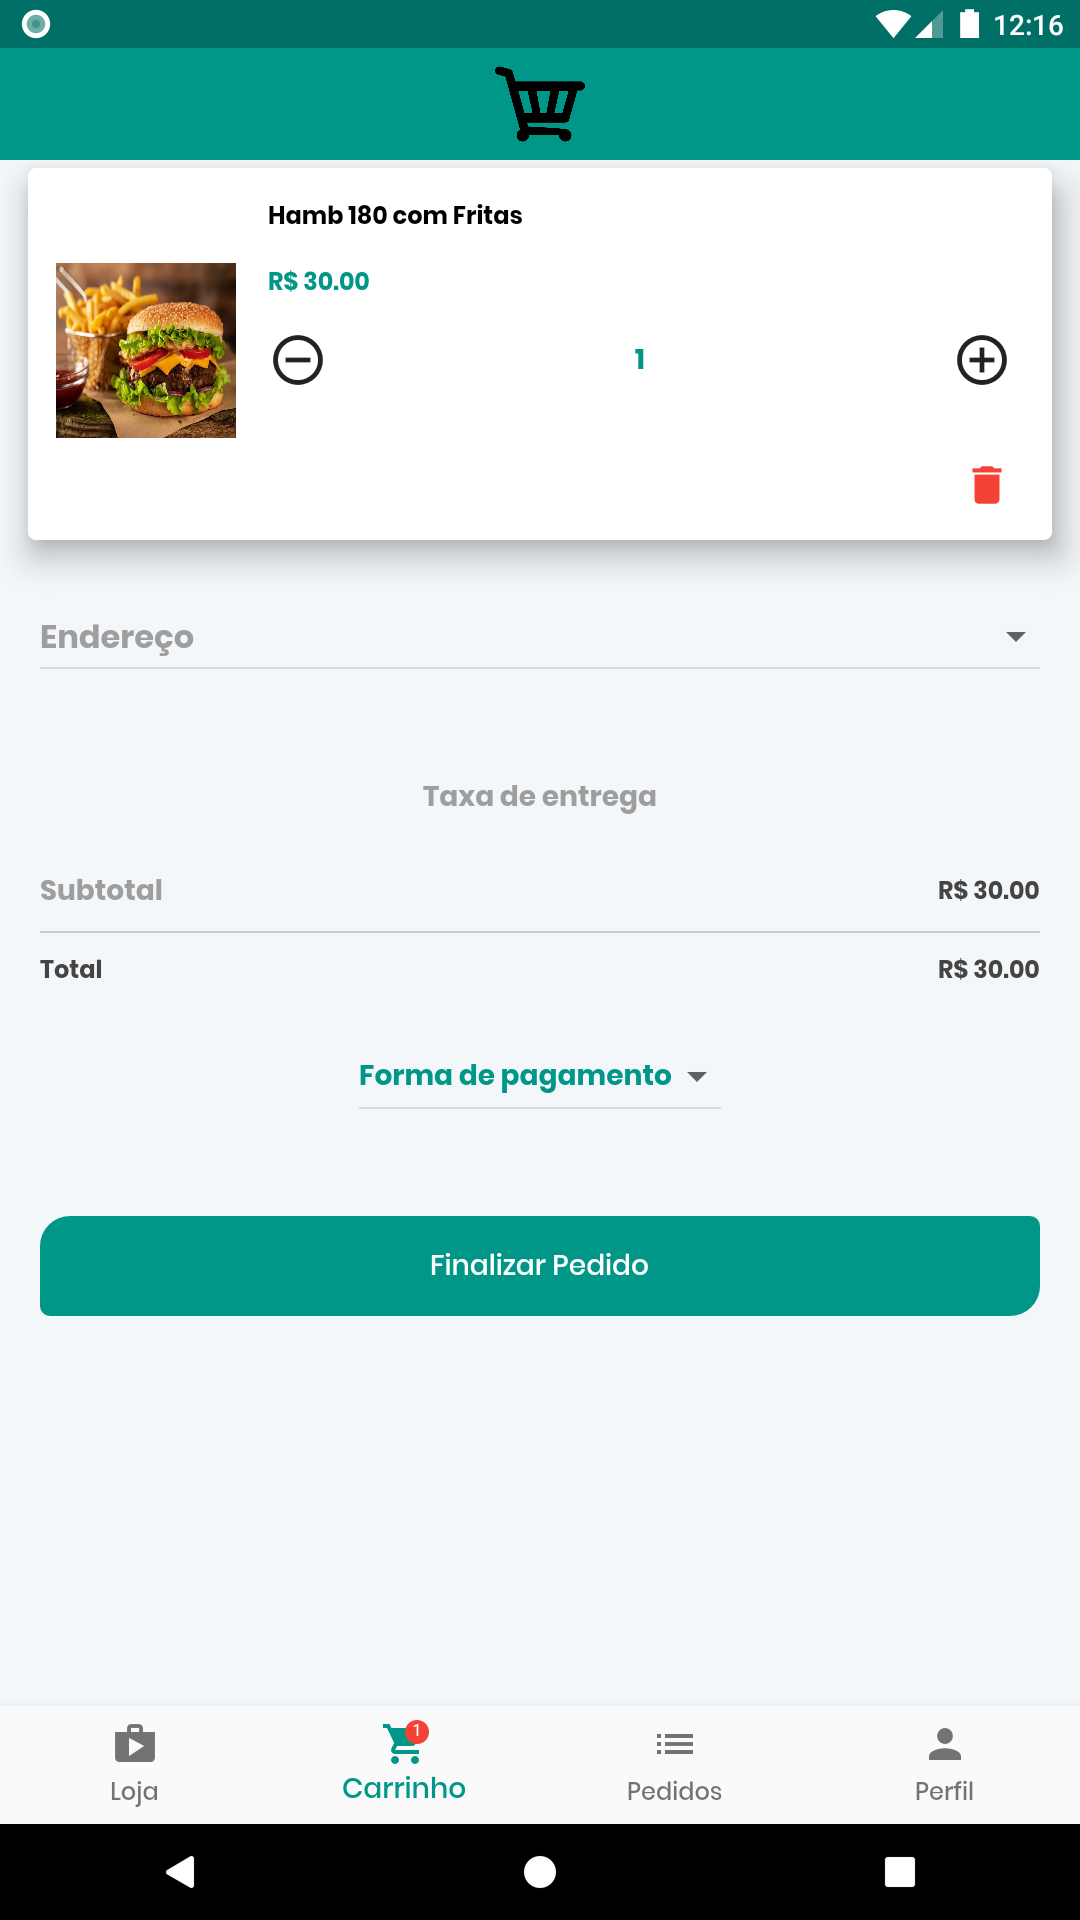 12:16
Hamb 180 com Fritas
R$ 30.00
1
Endereço
Taxa de entrega
Subtotal R$ 30.00
Total R$ 30.00
Forma de pagamento
Finalizar Pedido
1
Loja Carrinho Pedidos Perfil